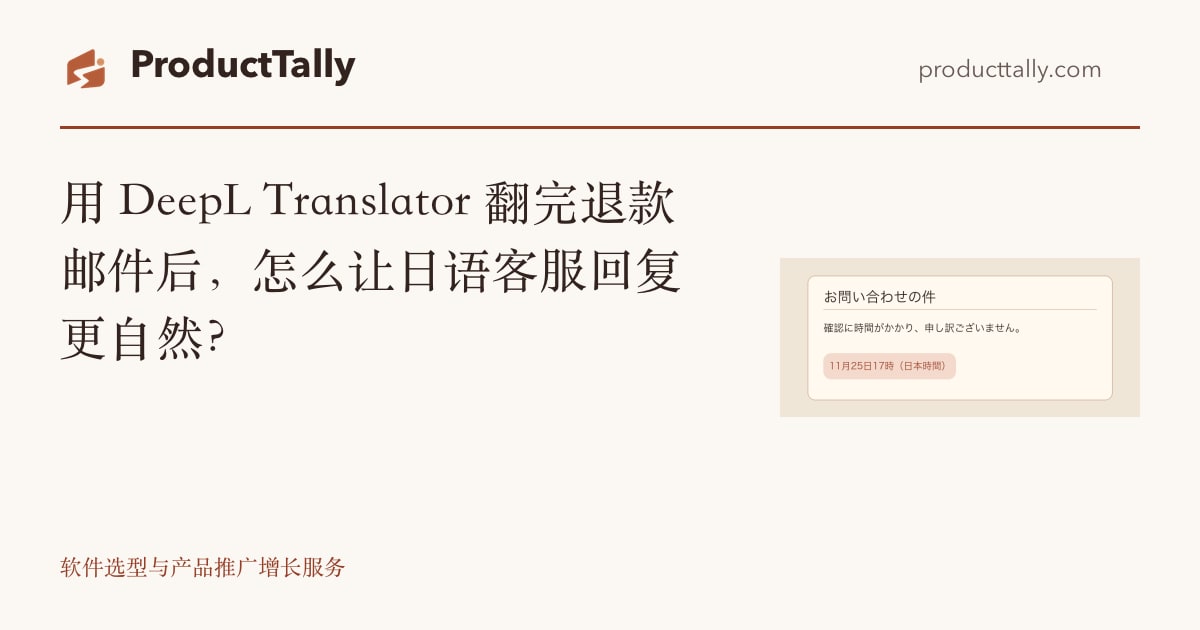 ProductTally
producttally.com
用 DeepL Translator 翻完退款
邮件后，怎么让日语客服回复
更自然？
お問い合わせの件
確認に時間がかかり、申し訳ございません。
11月25日17時（日本時間）
软件选型与产品推广增长服务